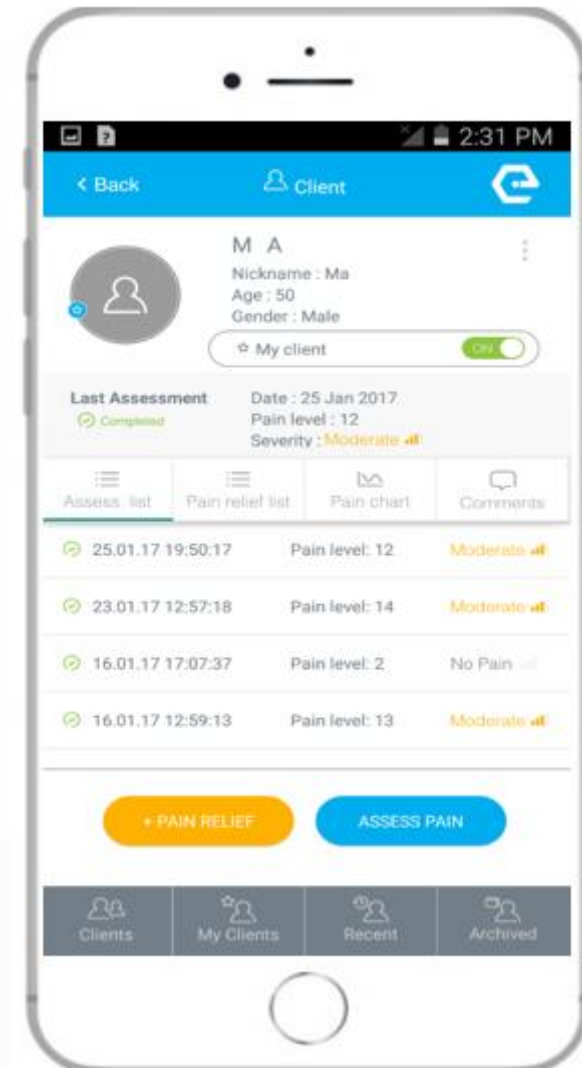 2:31 PM
< Back
Client
M A
Nickname : Ma
Age : 50
Gender : Male
My client
ON
Last Assessment
Completed
Date : 25 Jan 2017
Pain level : 12
Severity : Moderate
Assess. list
Pain relief list
Pain chart
Comments
25.01.17 19:50:17 Pain level: 12 Moderate
23.01.17 12:57:18 Pain level: 14 Moderate
16.01.17 17:07:37 Pain level: 2 No Pain
16.01.17 12:59:13 Pain level: 13 Moderate
+ PAIN RELIEF
ASSESS PAIN
Clients
My Clients
Recent
Archived